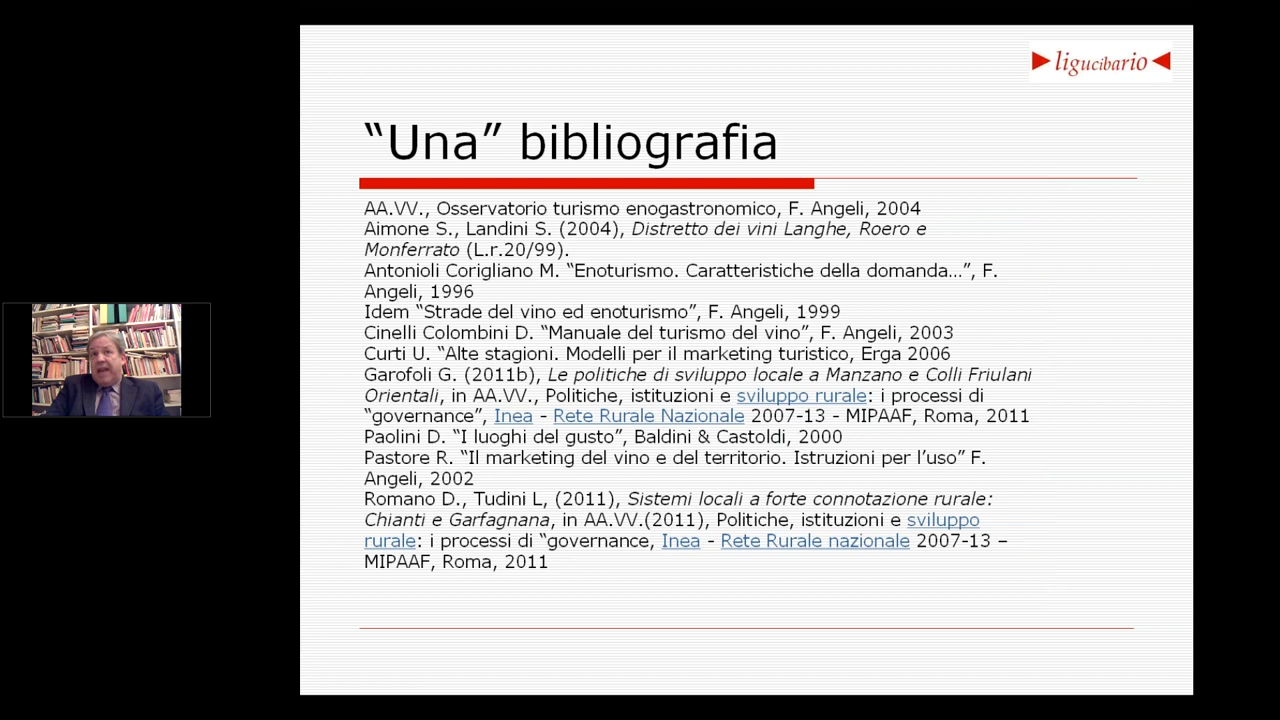 ligucibario
“Una” bibliografia
AA.VV., Osservatorio turismo enogastronomico, F. Angeli, 2004
Aimone S., Landini S. (2004), Distretto dei vini Langhe, Roero e
Monferrato (L.r.20/99).
Antonioli Corigliano M. “Enoturismo. Caratteristiche della domanda…”, F.
Angeli, 1996
Idem “Strade del vino ed enoturismo”, F. Angeli, 1999
Cinelli Colombini D. “Manuale del turismo del vino”, F. Angeli, 2003
Curti U. “Alte stagioni. Modelli per il marketing turistico, Erga 2006
Garofoli G. (2011b), Le politiche di sviluppo locale a Manzano e Colli Friulani
Orientali, in AA.VV., Politiche, istituzioni e sviluppo rurale: i processi di
“governance”, Inea - Rete Rurale Nazionale 2007-13 - MIPAAF, Roma, 2011
Paolini D. “I luoghi del gusto”, Baldini & Castoldi, 2000
Pastore R. “Il marketing del vino e del territorio. Istruzioni per l’uso” F.
Angeli, 2002
Romano D., Tudini L, (2011), Sistemi locali a forte connotazione rurale:
Chianti e Garfagnana, in AA.VV.(2011), Politiche, istituzioni e sviluppo
rurale: i processi di “governance, Inea - Rete Rurale nazionale 2007-13 –
MIPAAF, Roma, 2011